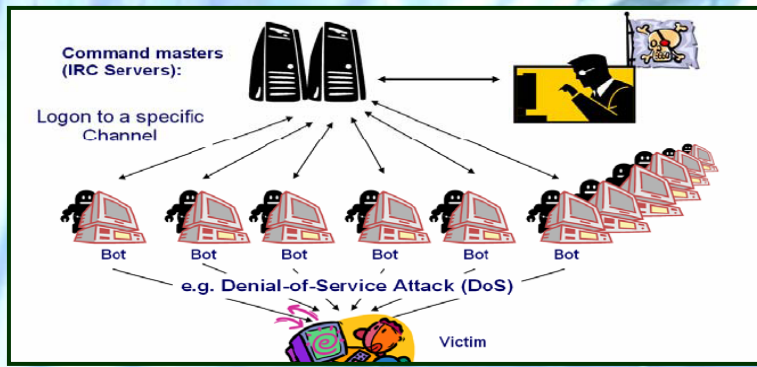 Command masters
(IRC Servers):
Logon to a specific
Channel
Bot Bot Bot Bot Bot Bot
e.g. Denial-of-Service Attack (DoS)
Victim